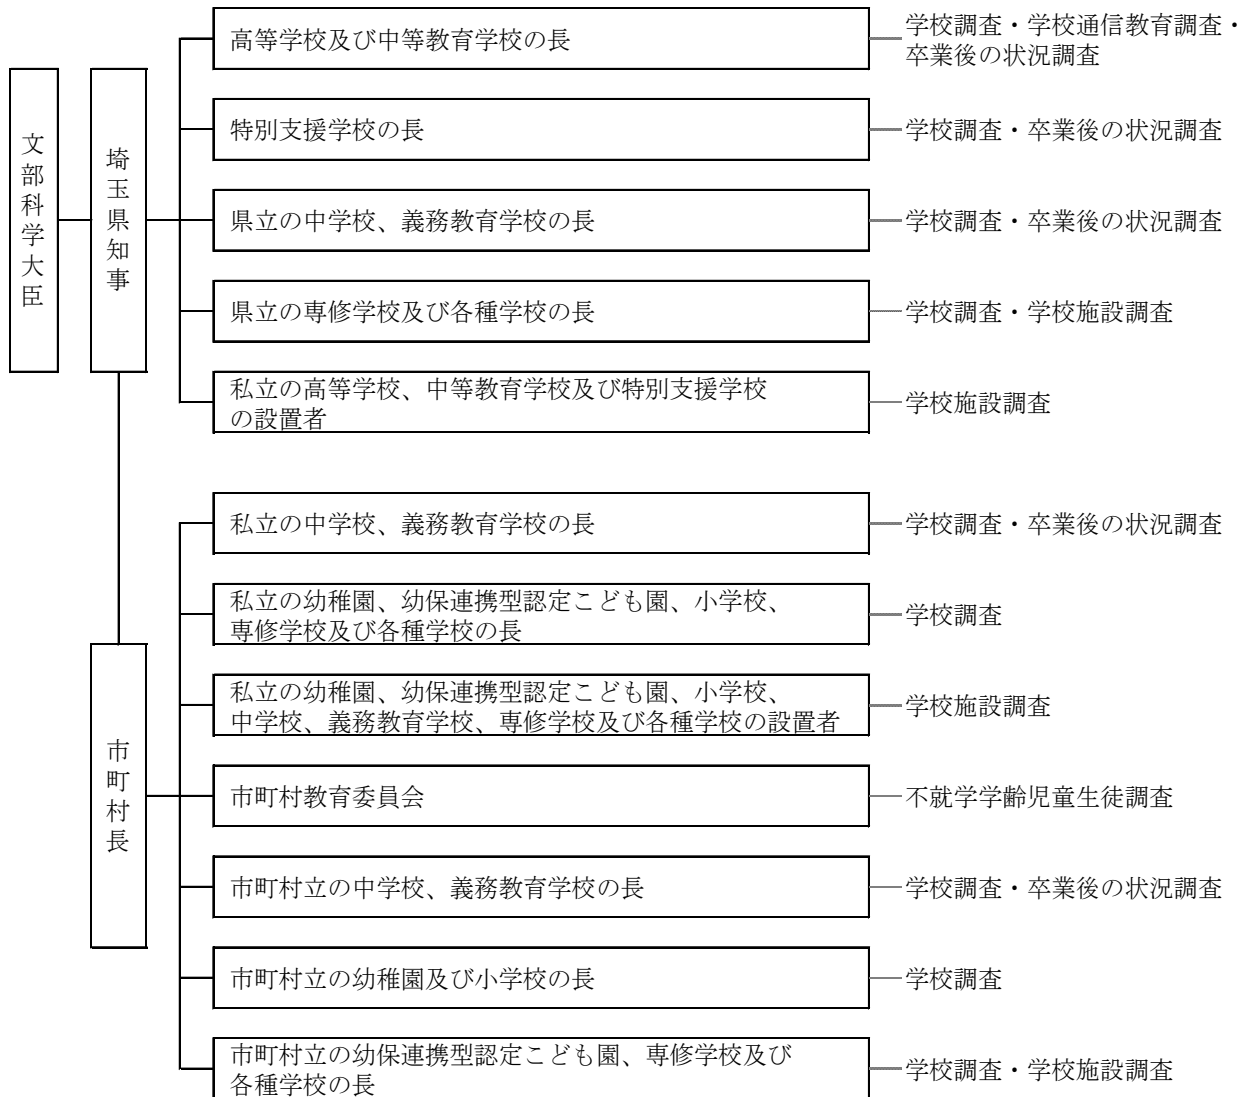 文部科学大臣
埼玉県知事
高等学校及び中等教育学校の長
学校調査・学校通信教育調査・
卒業後の状況調査
特別支援学校の長
学校調査・卒業後の状況調査
県立の中学校、義務教育学校の長
学校調査・卒業後の状況調査
県立の専修学校及び各種学校の長
学校調査・学校施設調査
私立の高等学校、中等教育学校及び特別支援学校
の設置者
学校施設調査
市町村長
私立の中学校、義務教育学校の長
学校調査・卒業後の状況調査
私立の幼稚園、幼保連携型認定こども園、小学校、
専修学校及び各種学校の長
学校調査
私立の幼稚園、幼保連携型認定こども園、小学校、
中学校、義務教育学校、専修学校及び各種学校の設置者
学校施設調査
市町村教育委員会
不就学学齢児童生徒調査
市町村立の中学校、義務教育学校の長
学校調査・卒業後の状況調査
市町村立の幼稚園及び小学校の長
学校調査
市町村立の幼保連携型認定こども園、専修学校及び
各種学校の長
学校調査・学校施設調査